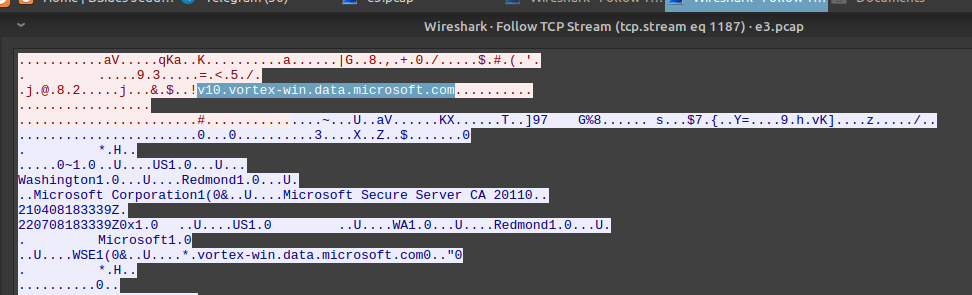 Home | BSides Jedd...
Telegram (50)
e3.pcap
Wireshark · Follow T...
Wireshark · Follow T...
Documents
Wireshark · Follow TCP Stream (tcp.stream eq 1187) · e3.pcap
...........aV.....qKa..K..........a......|G..8.,.+.0./.....$.#.(.'.
.         .....9.3.....=.<.5./.
.j.@.8.2.....j...&.$..!v10.vortex-win.data.microsoft.com..........
.................
.......................#...............~...U..aV......KX......T..]97    G%8...... s...$7.{..Y=....9.h.vK]....z...../..
.......................0...0..........3....X..Z..$......0
.         *.H..
.....0~1.0 ..U....US1.0...U...
Washington1.0...U....Redmond1.0...U.
..Microsoft Corporation1(0&..U....Microsoft Secure Server CA 20110..
210408183339Z.
220708183339Z0x1.0   ..U....US1.0         ..U....WA1.0...U....Redmond1.0...U.
.         Microsoft1.0
..U....WSE1(0&..U....*.vortex-win.data.microsoft.com0.."0
.         *.H..
..........0..